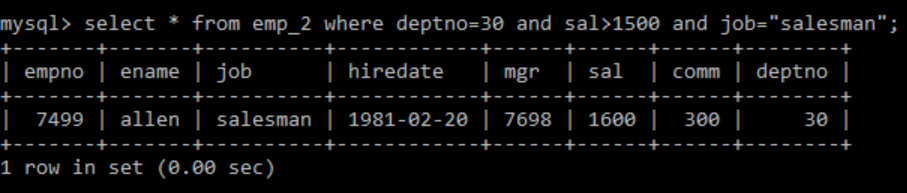 mysql> select * from emp_2 where deptno=30 and sal>1500 and job="salesman";
+-------+-------+----------+------------+------+------+------+--------+
| empno | ename | job      | hiredate   | mgr  | sal  | comm | deptno |
+-------+-------+----------+------------+------+------+------+--------+
|  7499 | allen | salesman | 1981-02-20 | 7698 | 1600 |  300 |     30 |
+-------+-------+----------+------------+------+------+------+--------+
1 row in set (0.00 sec)